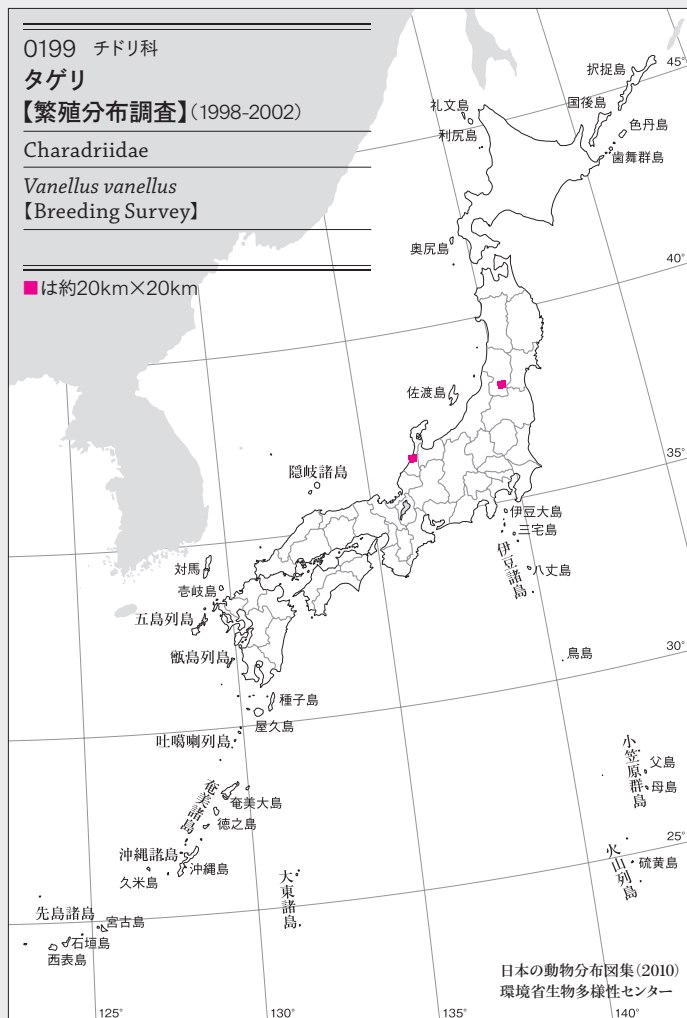 0199 チドリ科
タゲリ
【繁殖分布調査】(1998-2002)
Charadriidae
Vanellus vanellus
【Breeding Survey】
■は約20km×20km
択捉島
45°
礼文島
国後島
利尻島
色丹島
歯舞群島
奥尻島
40°
佐渡島
35°
隠岐諸島
伊豆大島
三宅島
伊豆諸島
八丈島
対馬
壱岐島
五島列島
甑島列島
鳥島
30°
種子島
屋久島
吐噶喇列島
小笠原群島
父島
母島
奄美諸島
奄美大島
徳之島
25°
沖縄諸島
沖縄島
久米島
大東諸島
火山列島
硫黄島
先島諸島
宮古島
石垣島
西表島
日本の動物分布図集(2010)
環境省生物多様性センター
125°
130°
135°
140°